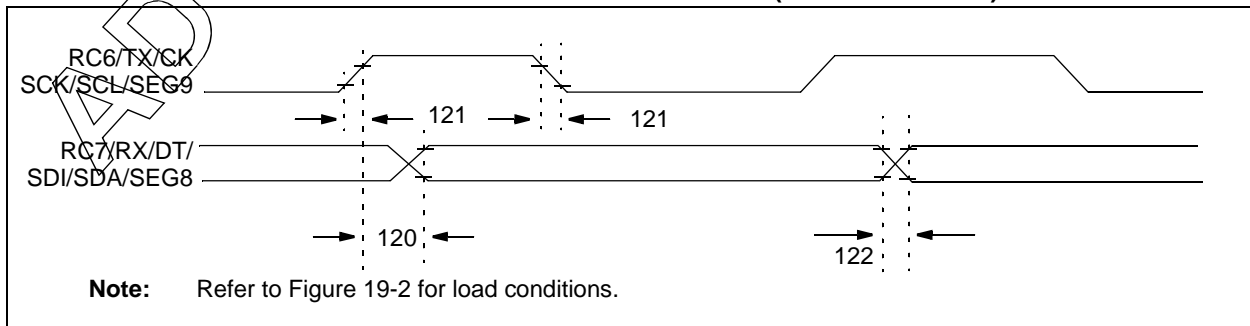 RC6/TX/CK
SCK/SCL/SEG9
121
121
RC7/RX/DT/
SDI/SDA/SEG8
120
122
Note: Refer to Figure 19-2 for load conditions.